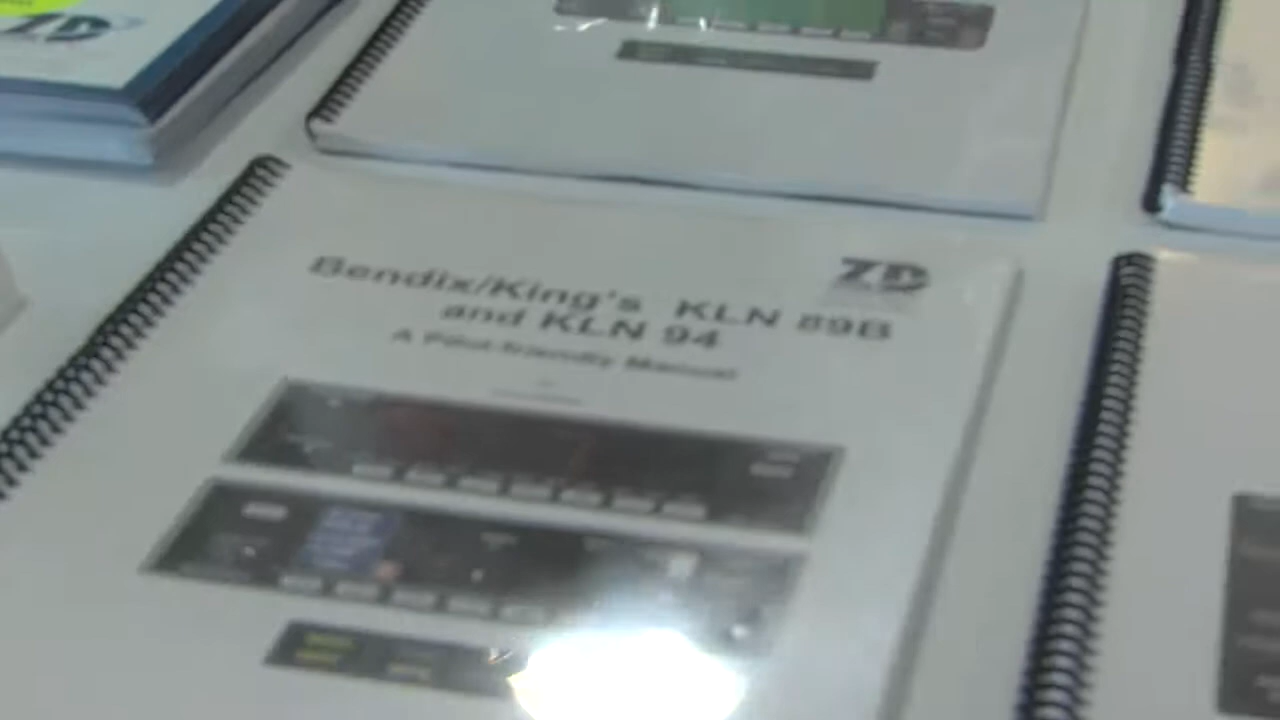 ZD
ZD
Bendix/King's KLN 89B
and KLN 94
A Pilot-friendly Manual